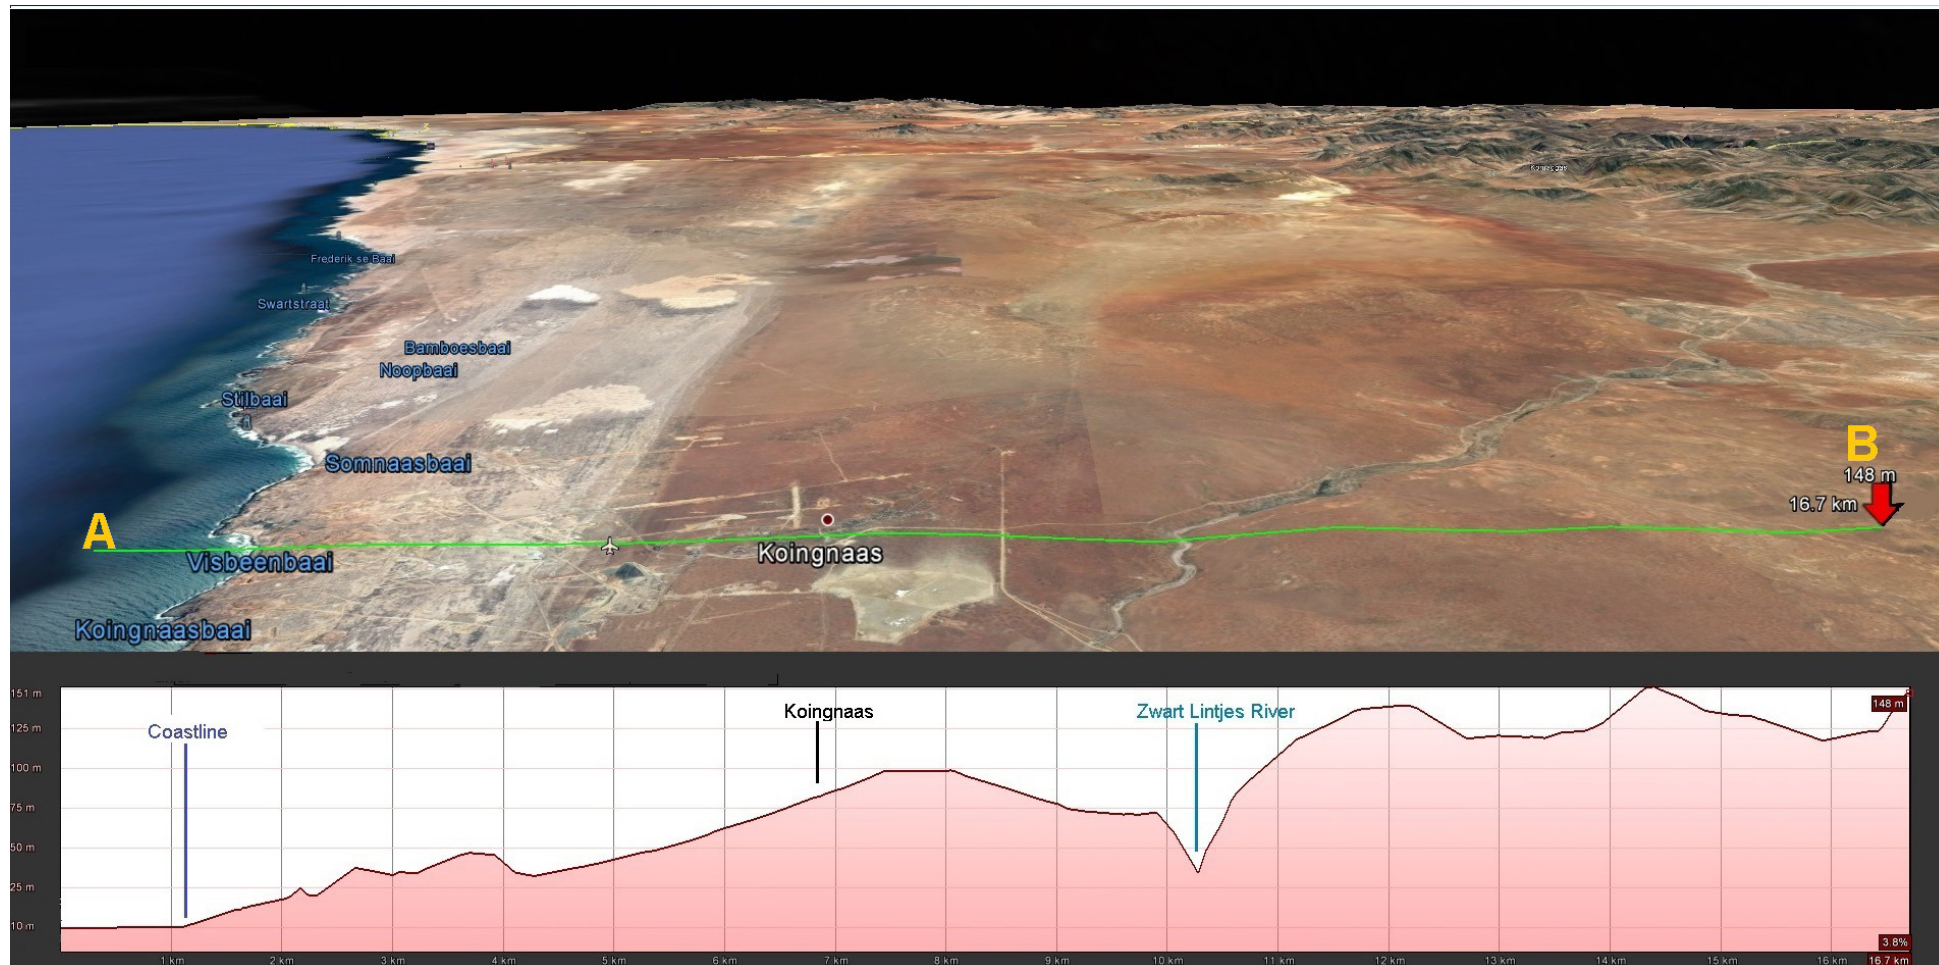 Frederik se Baai
Swartstraat
Bamboesbaai
Noopbaai
Stilbaai
Somnaasbaai
A
Visbeenbaai
Koingnaasbaai
Koingnaas
B
148 m
16.7 km
151 m
125 m
100 m
75 m
50 m
25 m
10 m
Coastline
Koingnaas
Zwart Lintjes River
148 m
3.8%
1 km
2 km
3 km
4 km
5 km
6 km
7 km
8 km
9 km
10 km
11 km
12 km
13 km
14 km
15 km
16 km
16.7 km